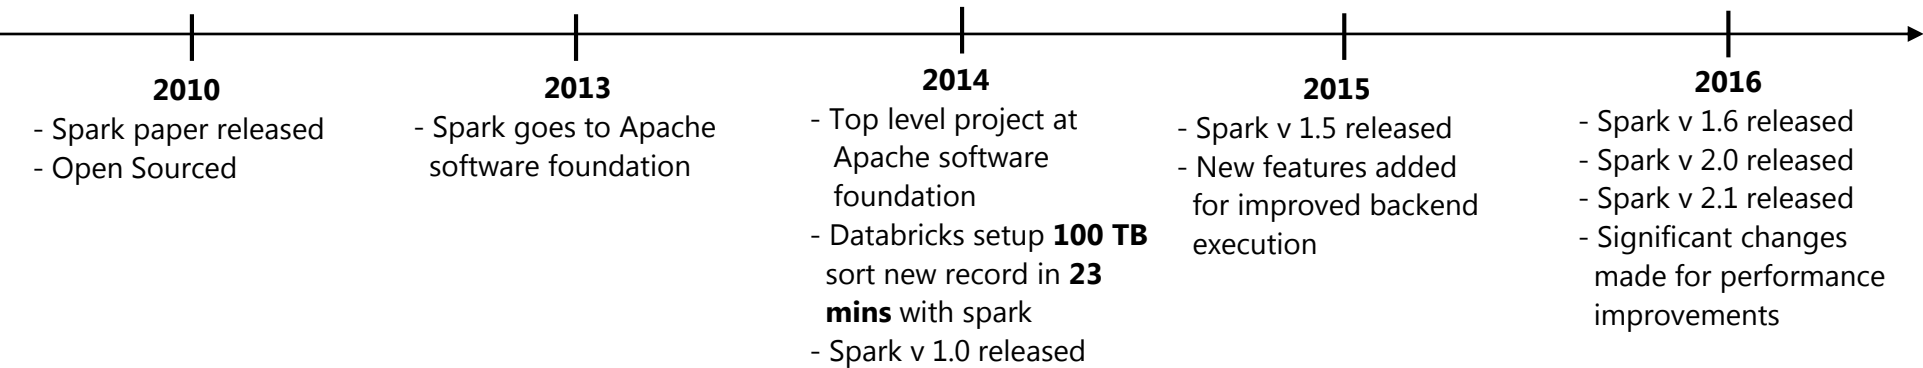 2010
- Spark paper released
- Open Sourced
2013
- Spark goes to Apache
software foundation
2014
- Top level project at
Apache software
foundation
- Databricks setup 100 TB
sort new record in 23
mins with spark
- Spark v 1.0 released
2015
- Spark v 1.5 released
- New features added
for improved backend
execution
2016
- Spark v 1.6 released
- Spark v 2.0 released
- Spark v 2.1 released
- Significant changes
made for performance
improvements